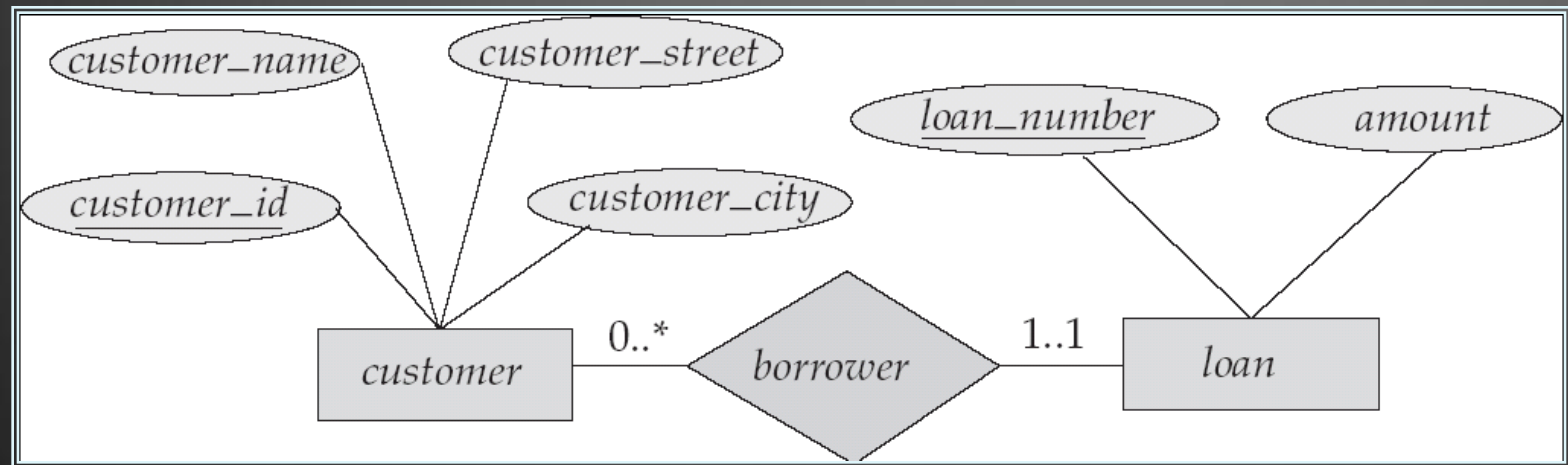 customer_name
customer_street
loan_number
amount
customer_id
customer_city
0..*
1..1
customer
borrower
loan